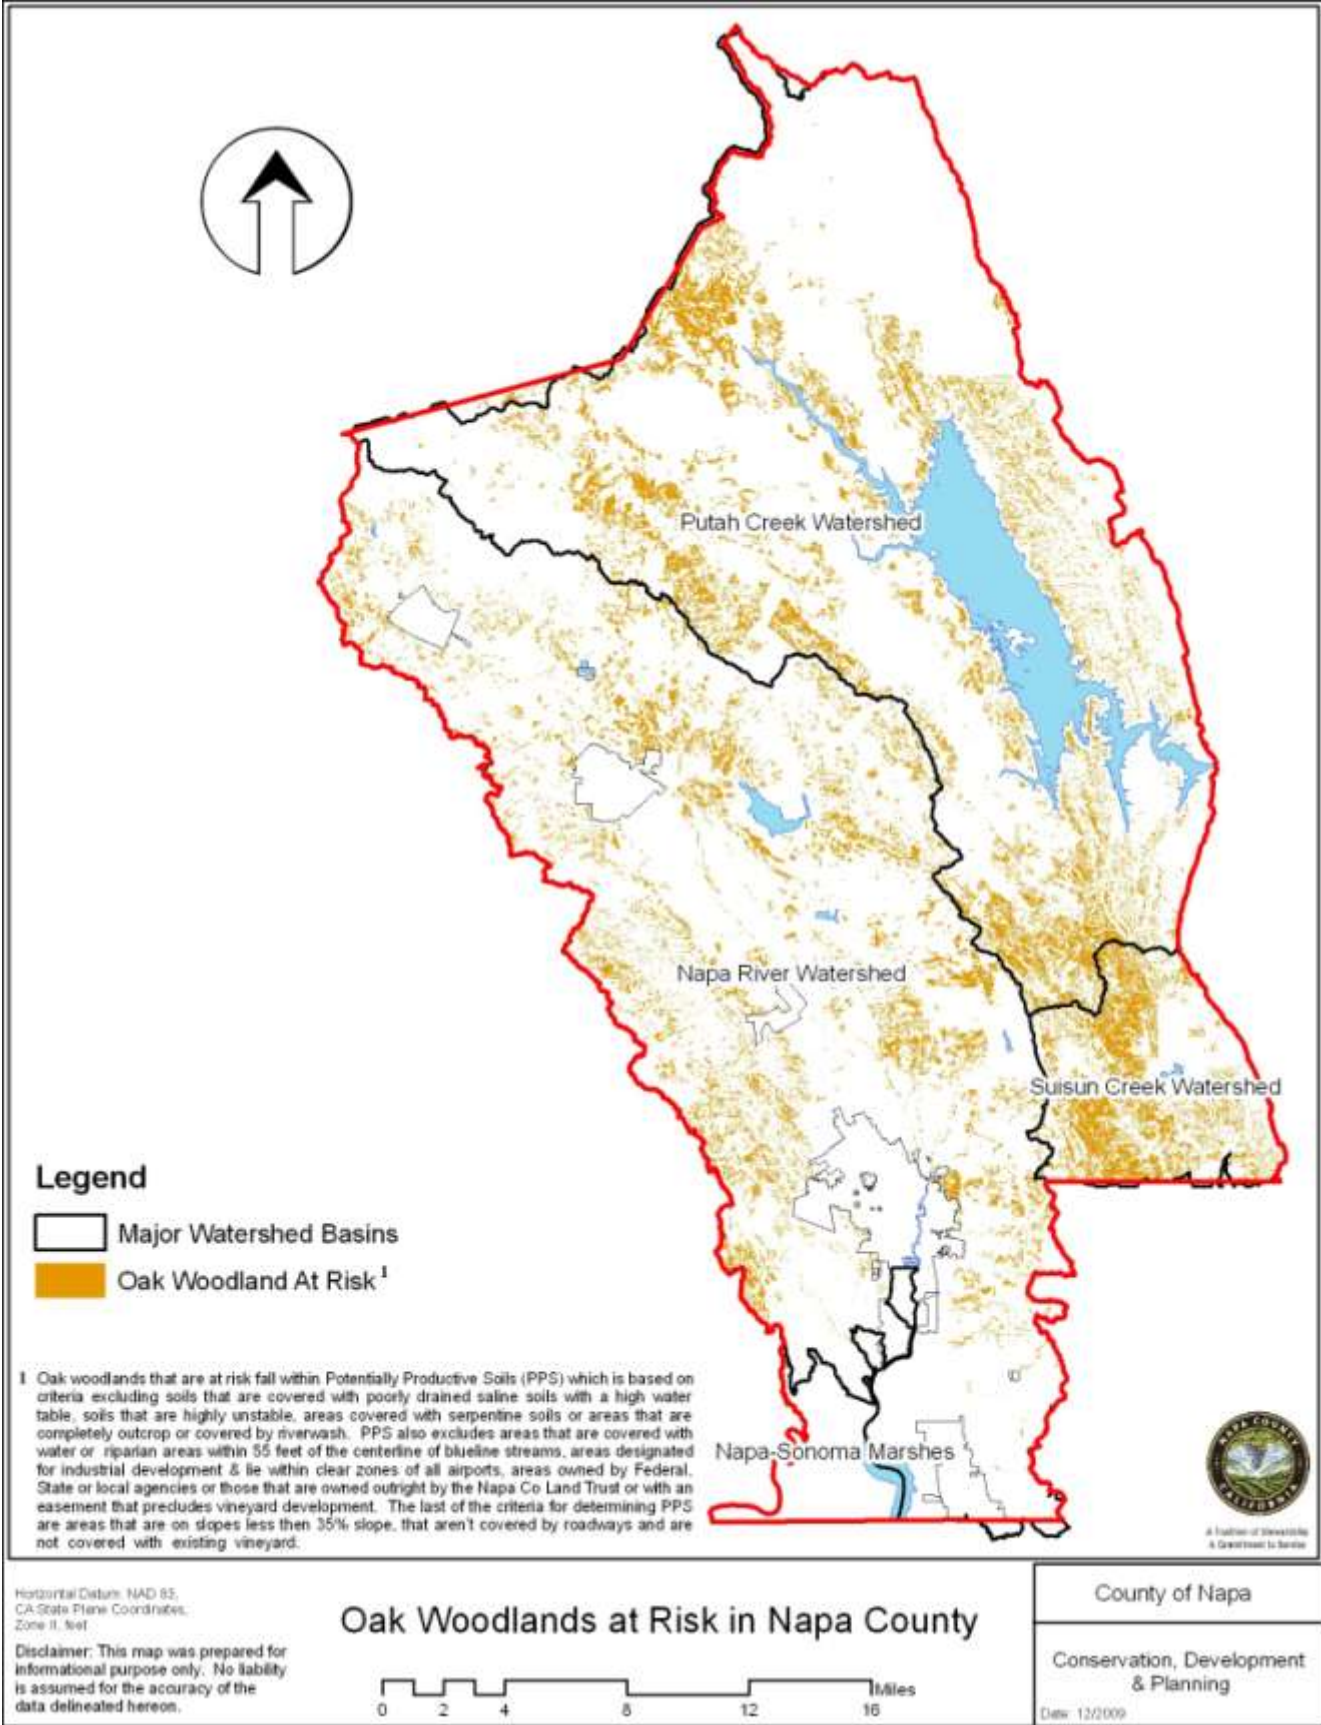 Putah Creek Watershed
Napa River Watershed
Suisun Creek Watershed
Napa-Sonoma Marshes
Legend
Major Watershed Basins
Oak Woodland At Risk 1
1 Oak woodlands that are at risk fall within Potentially Productive Soils (PPS) which is based on
criteria excluding soils that are covered with poorly drained saline soils with a high water
table, soils that are highly unstable, areas covered with serpentine soils or areas that are
completely outcrop or covered by riverwash. PPS also excludes areas that are covered with
water or riparian areas within 55 feet of the centerline of blueline streams, areas designated
for industrial development & lie within clear zones of all airports, areas owned by Federal,
State or local agencies or those that are owned outright by the Napa Co Land Trust or with an
easement that precludes vineyard development. The last of the criteria for determining PPS
are areas that are on slopes less then 35% slope, that aren't covered by roadways and are
not covered with existing vineyard.
NAPA COUNTY
CALIFORNIA
A Tradition of Stewardship
A Commitment to Service
Horizontal Datum: NAD 83,
CA State Plane Coordinates,
Zone II, feet
Disclaimer: This map was prepared for
informational purpose only. No liability
is assumed for the accuracy of the
data delineated hereon.
Oak Woodlands at Risk in Napa County
Miles
0 2 4 8 12 16
County of Napa
Conservation, Development
& Planning
Date: 12/2009